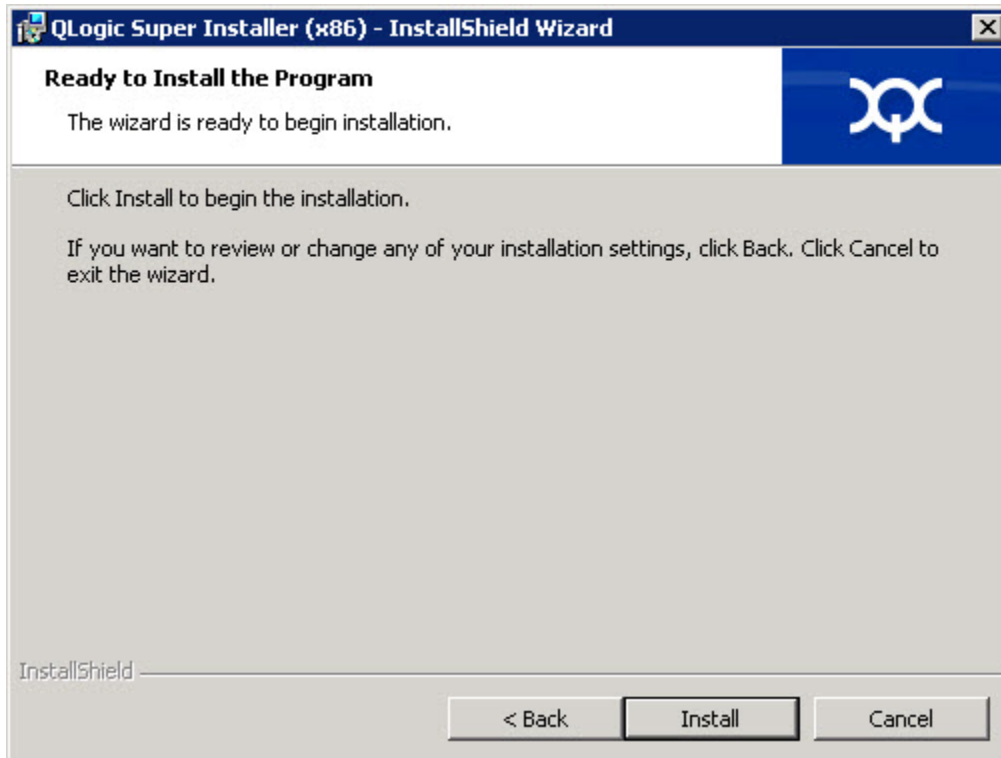 QLogic Super Installer (x86) - InstallShield Wizard
Ready to Install the Program
The wizard is ready to begin installation.
Click Install to begin the installation.
If you want to review or change any of your installation settings, click Back. Click Cancel to
exit the wizard.
InstallShield
< Back
Install
Cancel